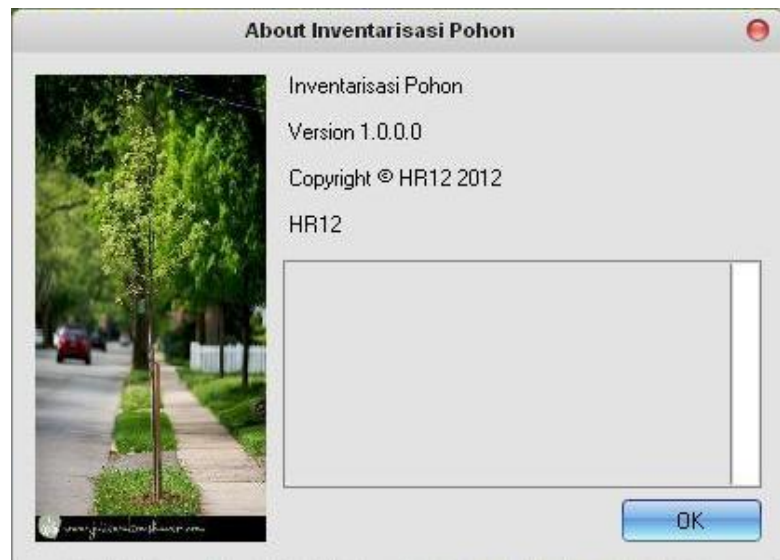 About Inventarisasi Pohon
Inventarisasi Pohon
Version 1.0.0.0
Copyright © HR12 2012
HR12
OK